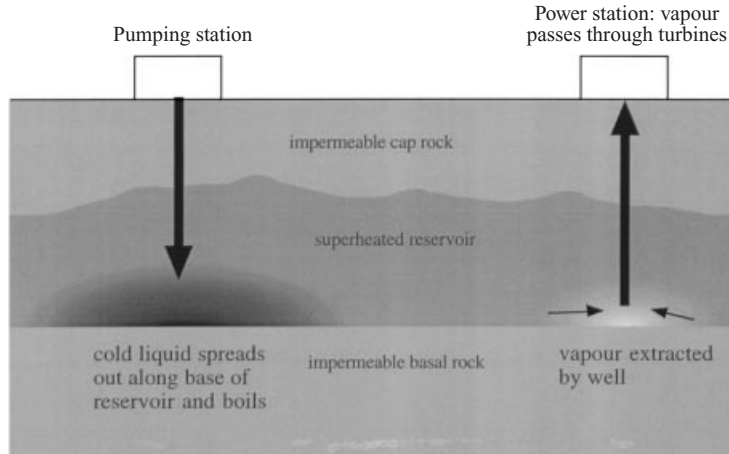 Pumping station
Power station: vapour
passes through turbines
impermeable cap rock
superheated reservoir
cold liquid spreads
out along base of
reservoir and boils
impermeable basal rock
vapour extracted
by well